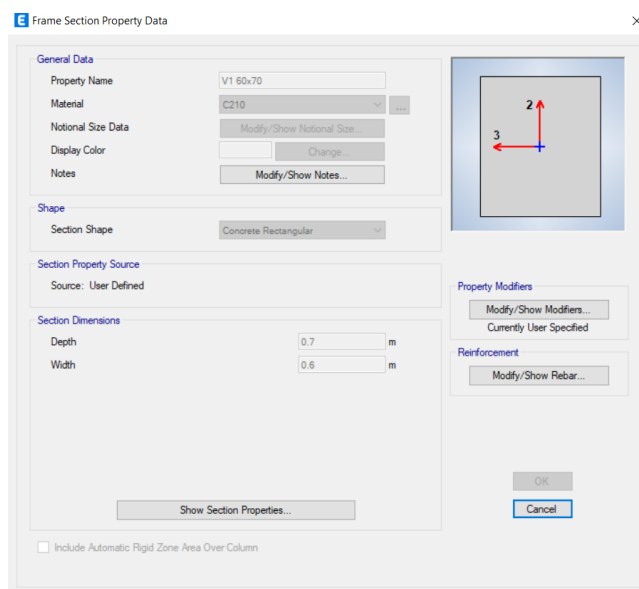 E Frame Section Property Data
General Data
Property Name V1 60x70
Material C210 ...
Notional Size Data Modify/Show Notional Size...
Display Color Change...
Notes Modify/Show Notes...
Shape
Section Shape Concrete Rectangular
Section Property Source
Source: User Defined
Section Dimensions
Depth 0.7 m
Width 0.6 m
Show Section Properties...
Include Automatic Rigid Zone Area Over Column
2
3
Property Modifiers
Modify/Show Modifiers...
Currently User Specified
Reinforcement
Modify/Show Rebar...
OK
Cancel